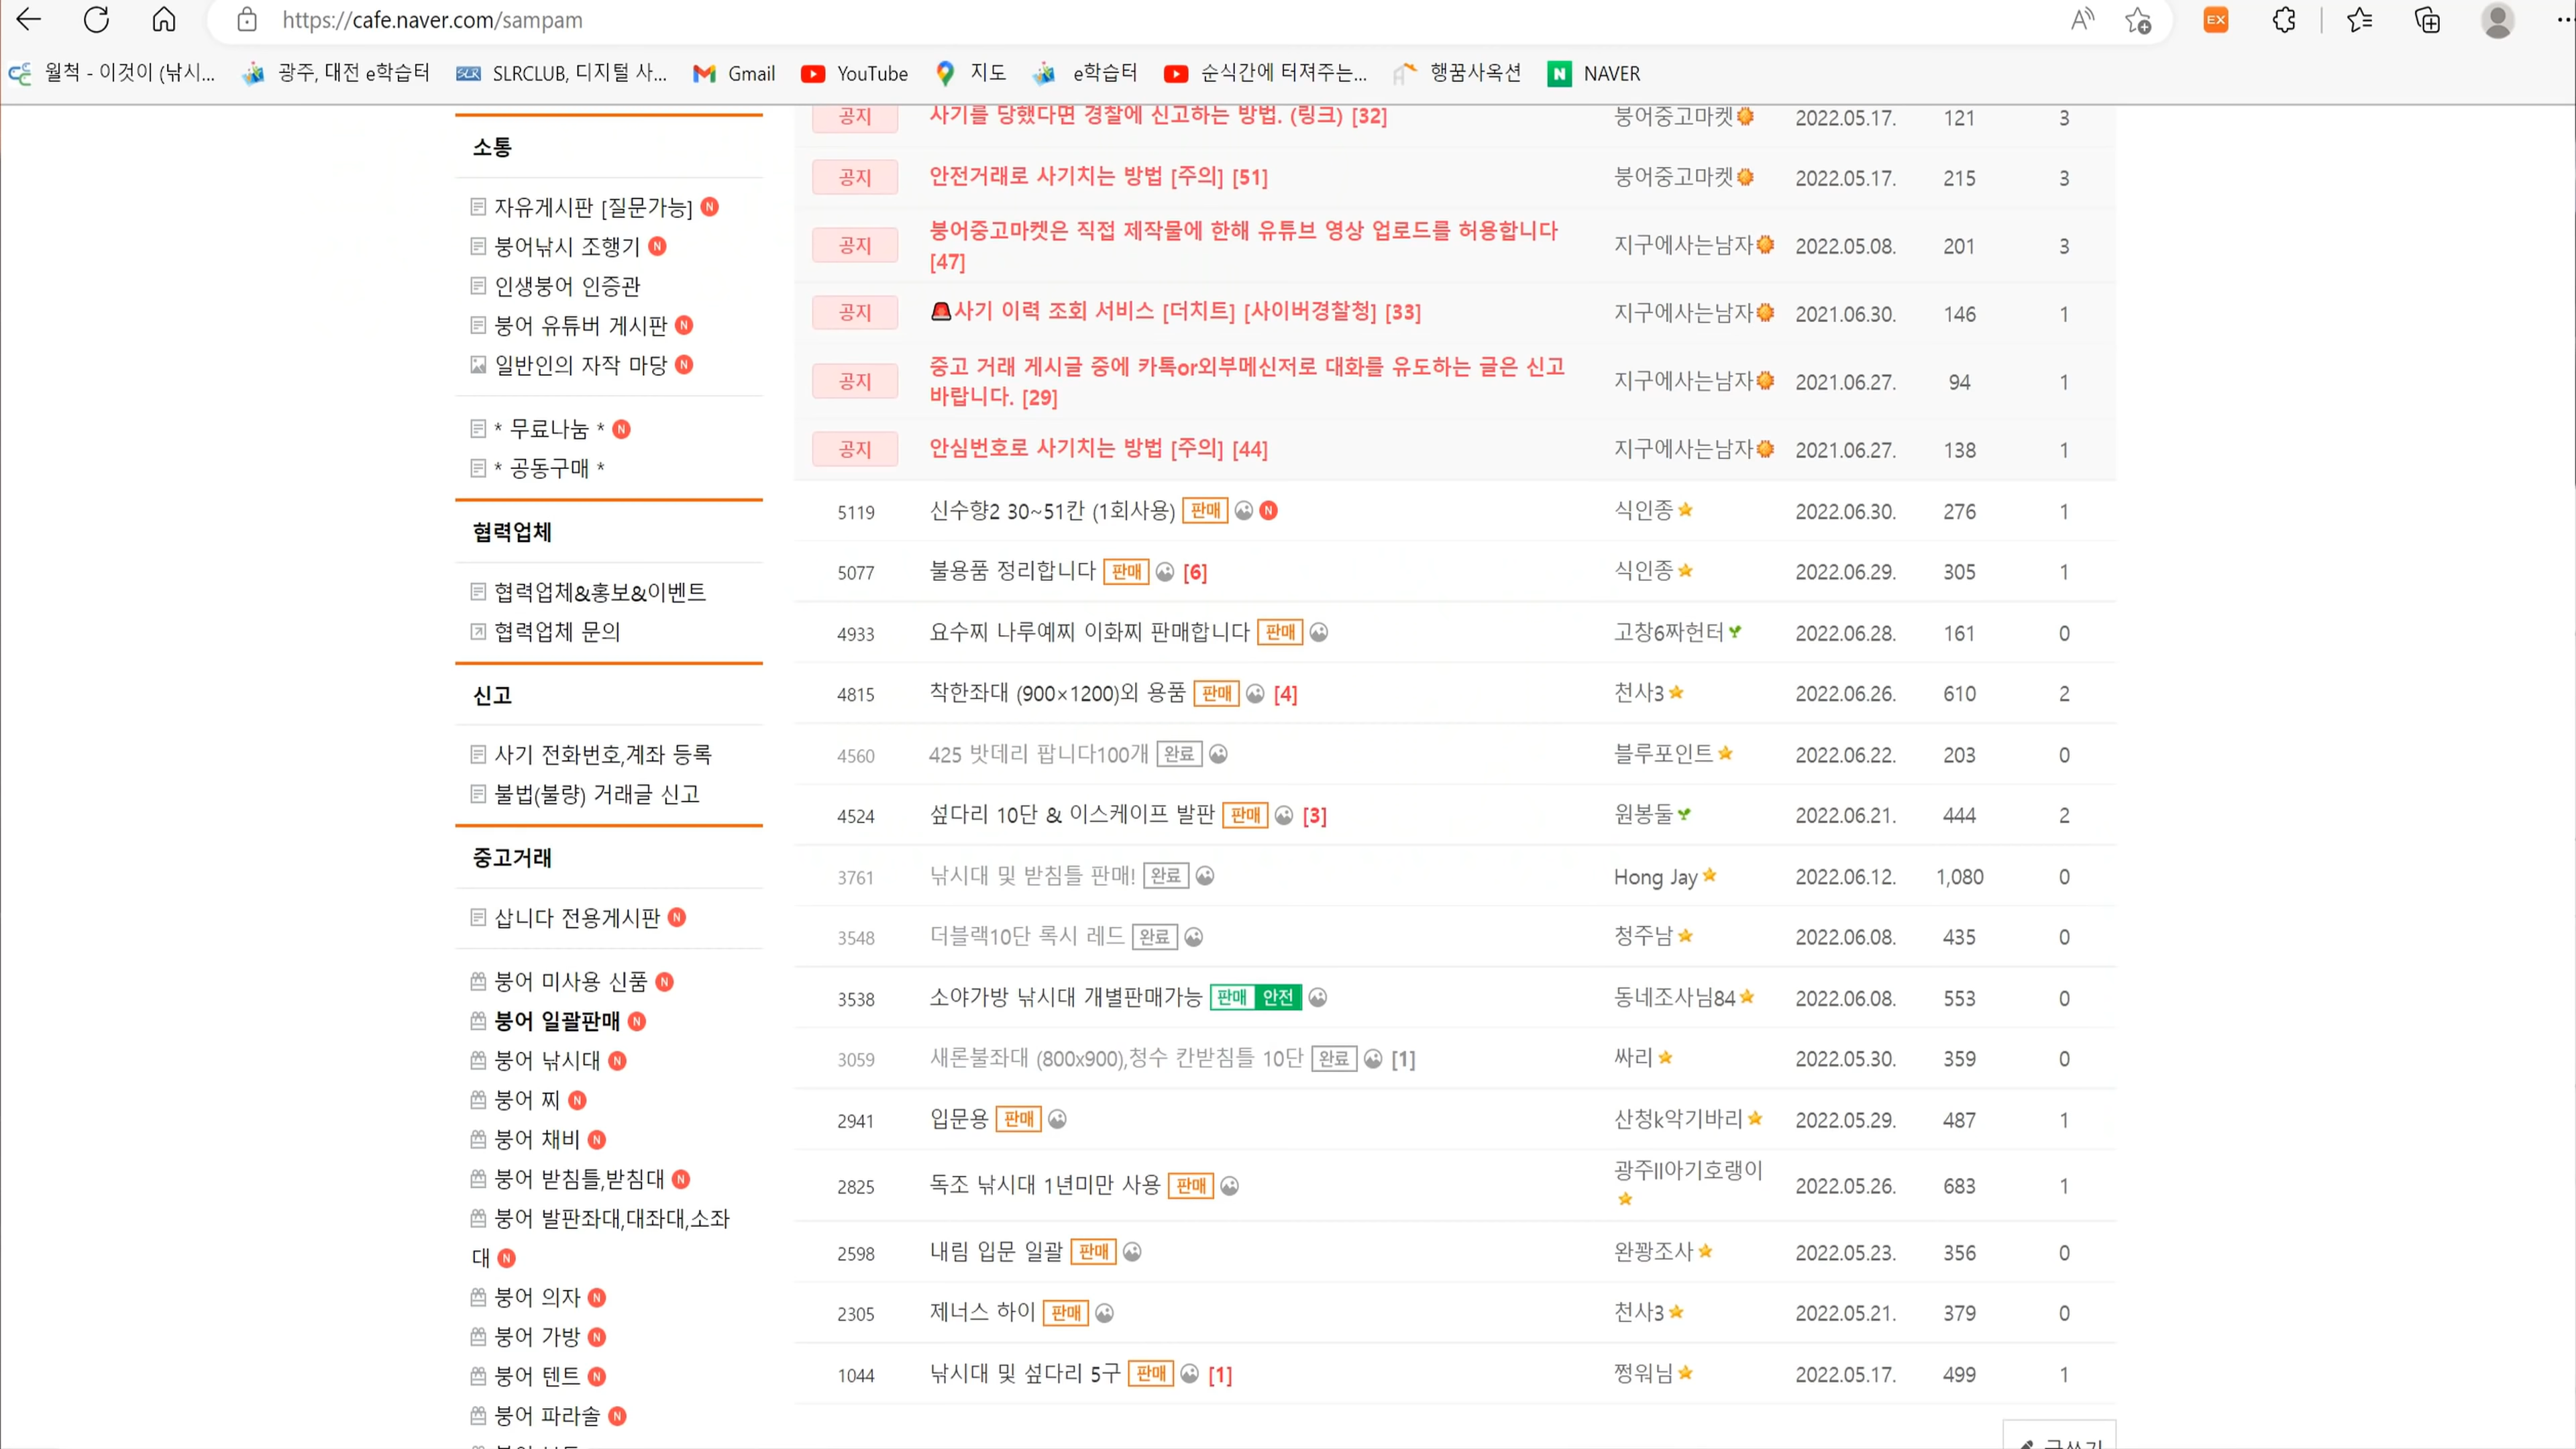 https://cafe.naver.com/sampam
월척 - 이것이 (낚시...
광주, 대전 e학습터
SLR SLRCLUB, 디지털 사...
Gmail
YouTube
지도
e학습터
순식간에 터져주는...
행꿈사옥션
N NAVER
소통
자유게시판 [질문가능] N
붕어낚시 조행기 N
인생붕어 인증관
붕어 유튜버 게시판 N
일반인의 자작 마당 N
* 무료나눔 * N
* 공동구매 *
협력업체
협력업체&홍보&이벤트
협력업체 문의
신고
사기 전화번호,계좌 등록
불법(불량) 거래글 신고
중고거래
삽니다 전용게시판 N
붕어 미사용 신품 N
붕어 일괄판매 N
붕어 낚시대 N
붕어 찌 N
붕어 채비 N
붕어 받침틀,받침대 N
붕어 발판좌대,대좌대,소좌
대 N
붕어 의자 N
붕어 가방 N
붕어 텐트 N
붕어 파라솔 N
공지 사기를 당했다면 경찰에 신고하는 방법. (링크) [32] 붕어중고마켓 2022.05.17. 121 3
공지 안전거래로 사기치는 방법 [주의] [51] 붕어중고마켓 2022.05.17. 215 3
공지 붕어중고마켓은 직접 제작물에 한해 유튜브 영상 업로드를 허용합니다
[47] 지구에사는남자 2022.05.08. 201 3
공지 사기 이력 조회 서비스 [더치트] [사이버경찰청] [33] 지구에사는남자 2021.06.30. 146 1
공지 중고 거래 게시글 중에 카톡or외부메신저로 대화를 유도하는 글은 신고
바랍니다. [29] 지구에사는남자 2021.06.27. 94 1
공지 안심번호로 사기치는 방법 [주의] [44] 지구에사는남자 2021.06.27. 138 1
5119 신수향2 30~51칸 (1회사용) 판매 N 식인종 2022.06.30. 276 1
5077 불용품 정리합니다 판매 [6] 식인종 2022.06.29. 305 1
4933 요수찌 나루예찌 이화찌 판매합니다 판매 고창6짜헌터 2022.06.28. 161 0
4815 착한좌대 (900×1200)외 용품 판매 [4] 천사3 2022.06.26. 610 2
4560 425 밧데리 팝니다100개 완료 블루포인트 2022.06.22. 203 0
4524 섶다리 10단 & 이스케이프 발판 판매 [3] 원봉둘 2022.06.21. 444 2
3761 낚시대 및 받침틀 판매! 완료 Hong Jay 2022.06.12. 1,080 0
3548 더블랙10단 록시 레드 완료 청주남 2022.06.08. 435 0
3538 소야가방 낚시대 개별판매가능 판매 안전 동네조사님84 2022.06.08. 553 0
3059 새론불좌대 (800x900),청수 칸받침틀 10단 완료 [1] 싸리 2022.05.30. 359 0
2941 입문용 판매 산청k악기바리 2022.05.29. 487 1
2825 독조 낚시대 1년미만 사용 판매 광주II아기호랭이 2022.05.26. 683 1
2598 내림 입문 일괄 판매 완꽝조사 2022.05.23. 356 0
2305 제너스 하이 판매 천사3 2022.05.21. 379 0
1044 낚시대 및 섶다리 5구 판매 [1] 쩡워님 2022.05.17. 499 1
글쓰기